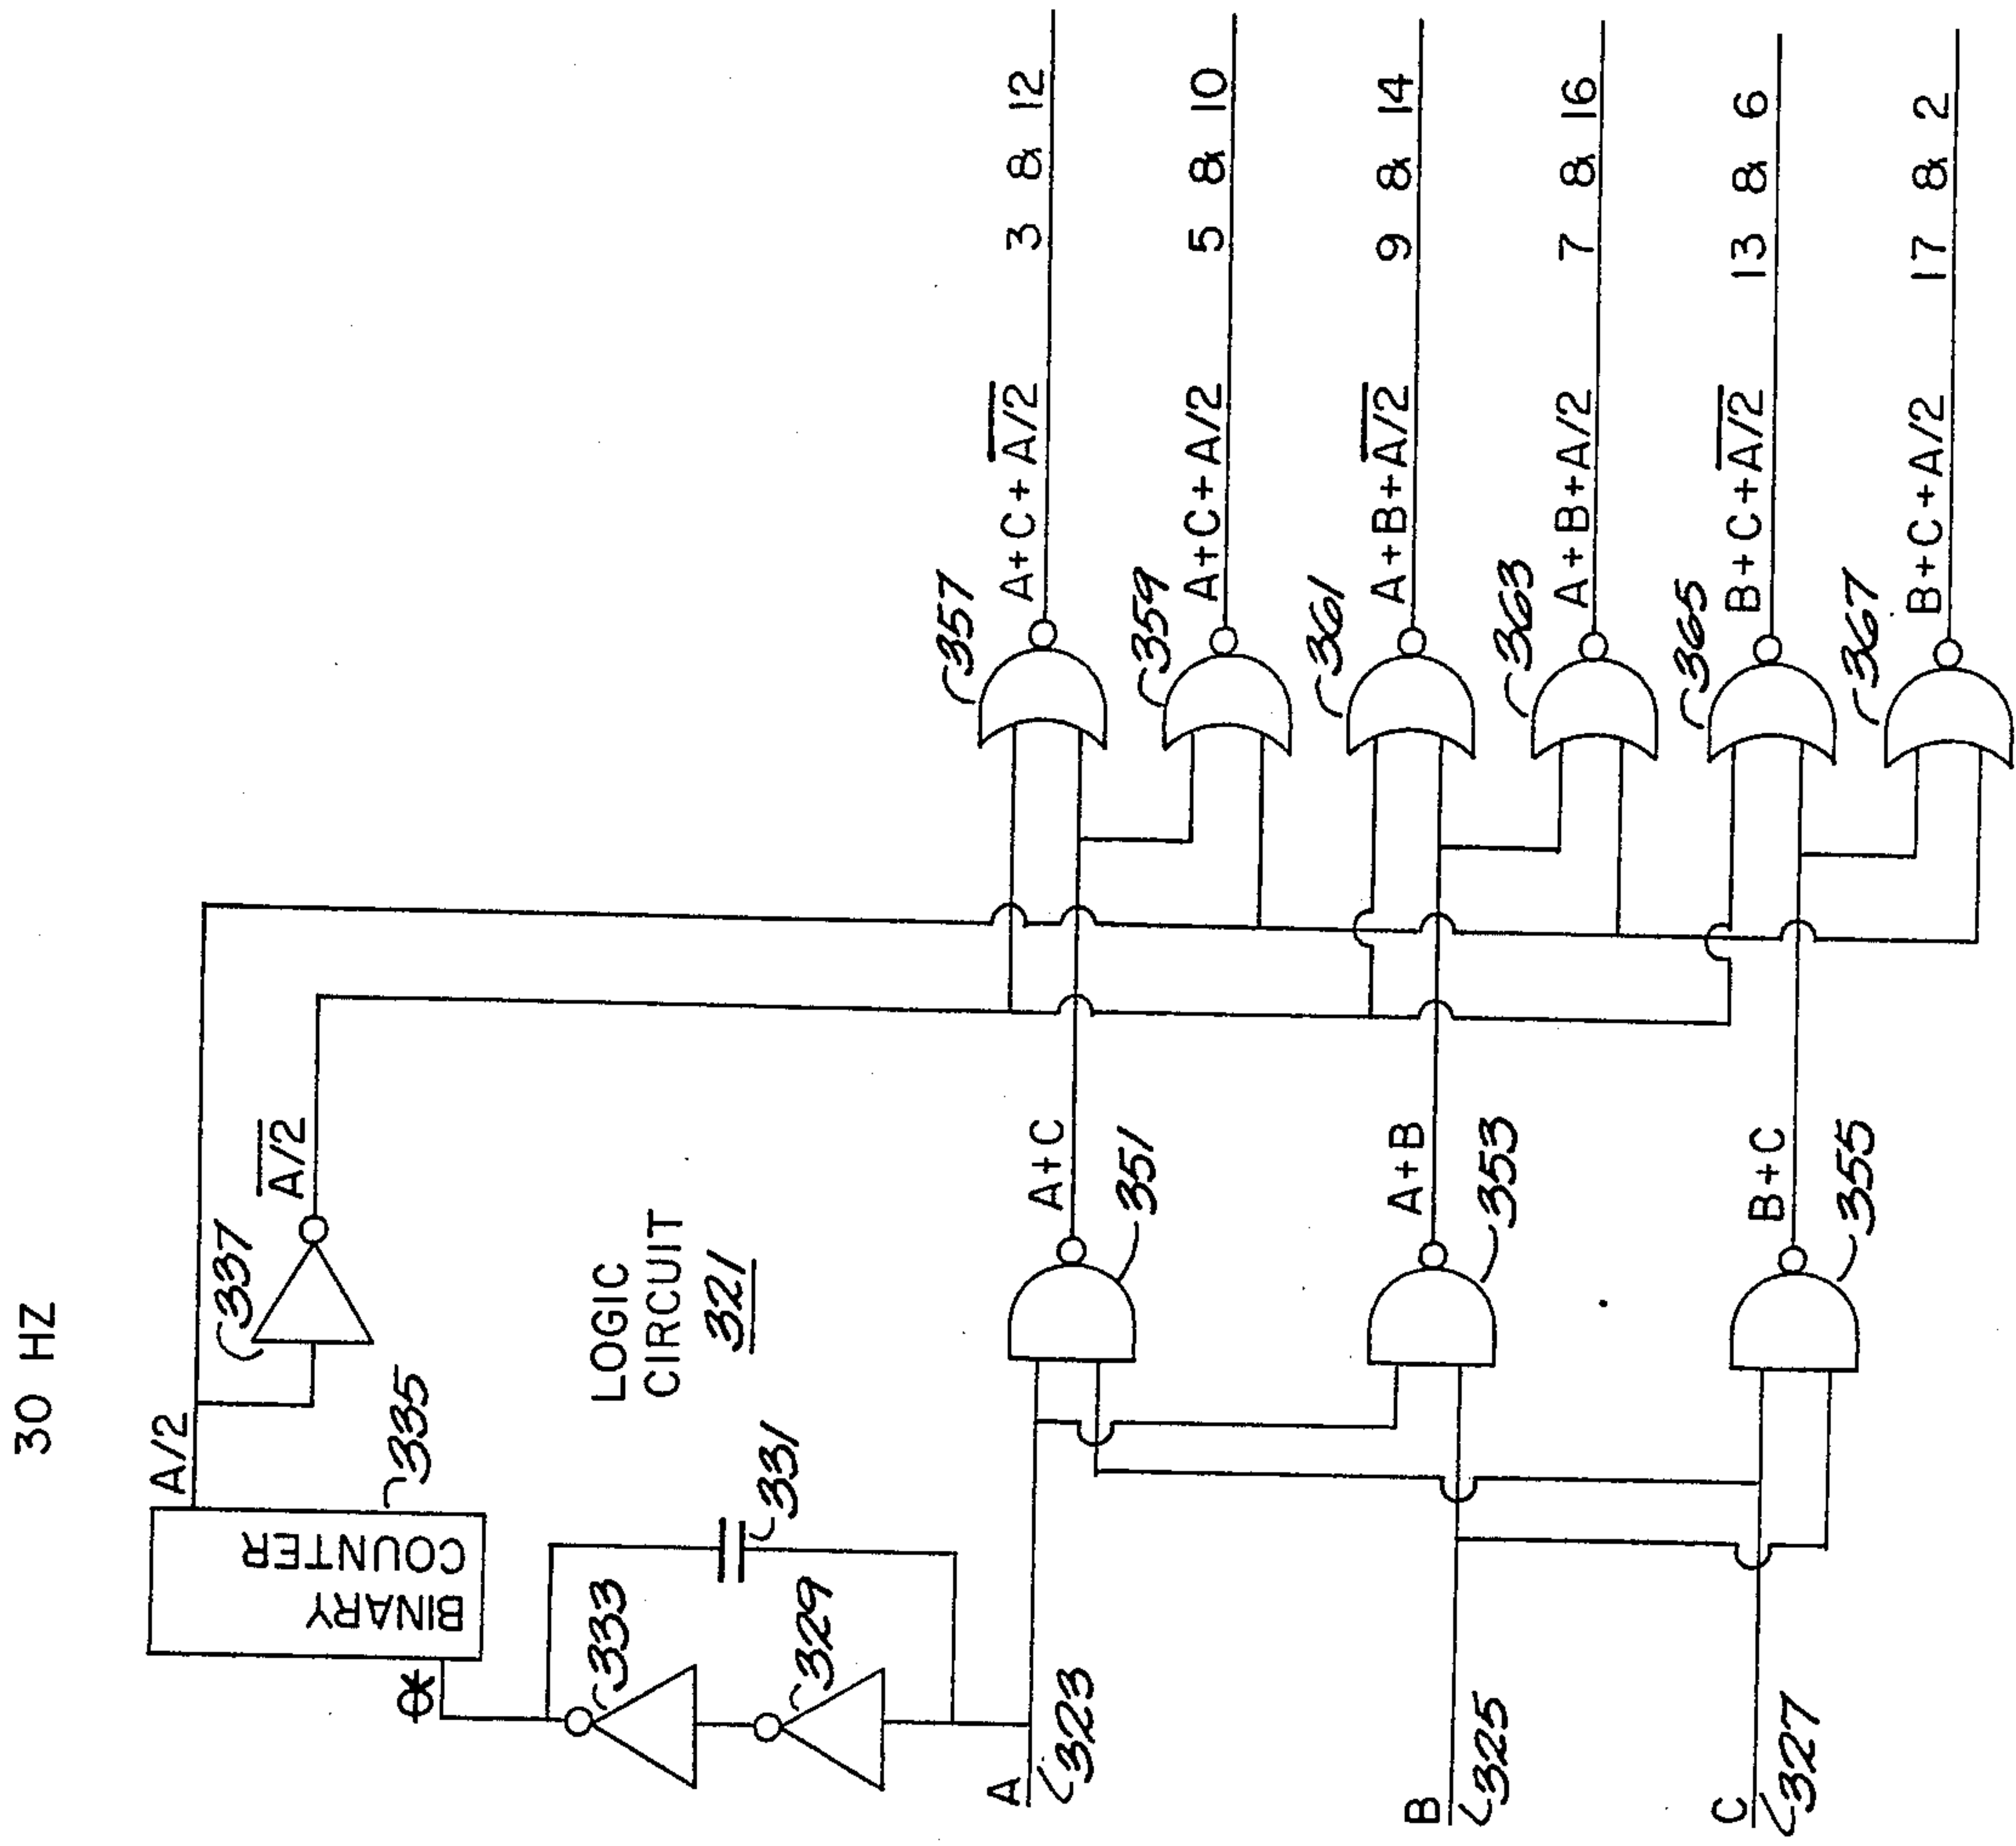 30 HZ
BINARY
COUNTER
335
A/2
337
A̅/̅2̅
LOGIC
CIRCUIT
321
333
329
331
A
323
B
325
C
327
A+C
351
A+B
353
B+C
355
357
A+C+A̅/̅2̅ 3 & 12
359
A+C+A/2 5 & 10
361
A+B+A̅/̅2̅ 9 & 14
363
A+B+A/2 7 & 16
365
B+C+A̅/̅2̅ 13 & 6
367
B+C+A/2 17 & 2